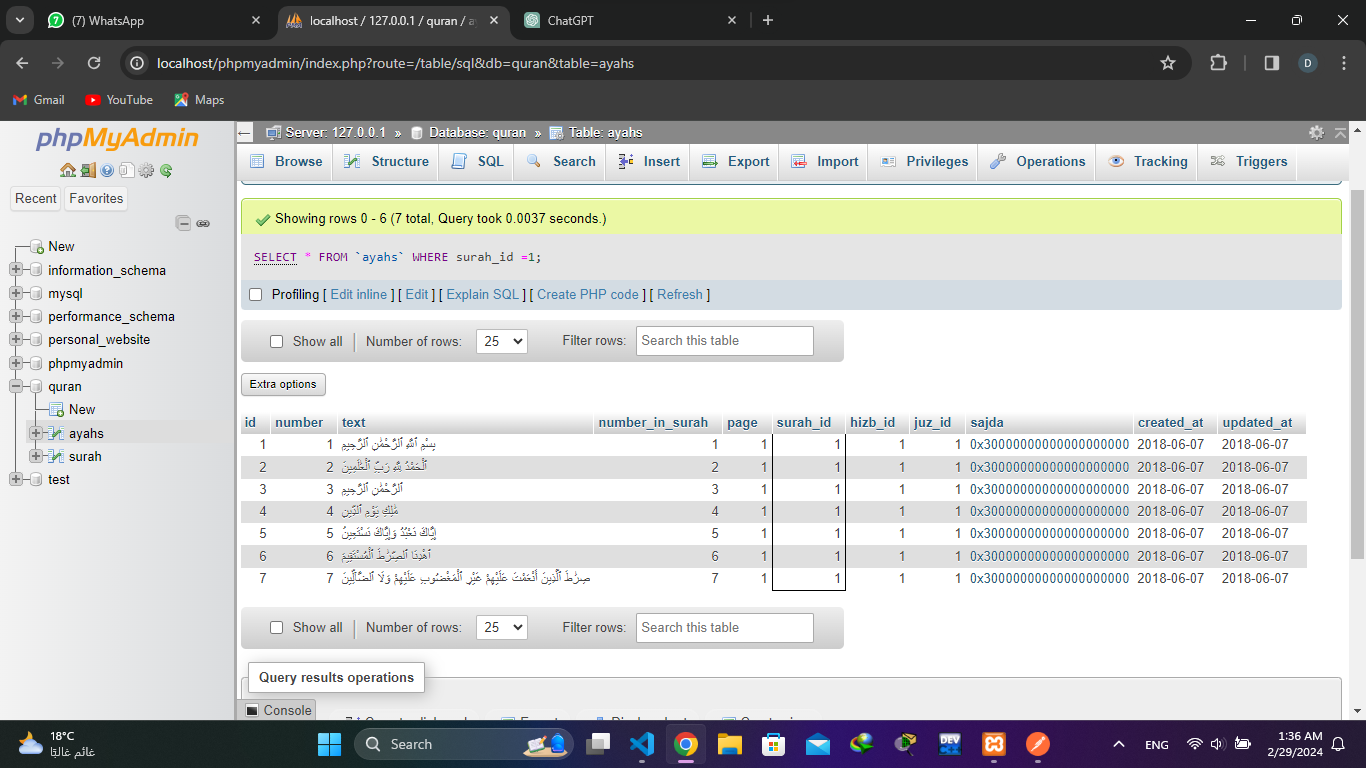 (7) WhatsApp
localhost / 127.0.0.1 / quran / a
ChatGPT
localhost/phpmyadmin/index.php?route=/table/sql&db=quran&table=ayahs
D
Gmail YouTube Maps
phpMyAdmin
Recent Favorites
New
information_schema
mysql
performance_schema
personal_website
phpmyadmin
quran
New
ayahs
surah
test
Server: 127.0.0.1 » Database: quran » Table: ayahs
Browse Structure SQL Search Insert Export Import Privileges Operations Tracking Triggers
Showing rows 0 - 6 (7 total, Query took 0.0037 seconds.)
SELECT * FROM `ayahs` WHERE surah_id =1;
Profiling [ Edit inline ] [ Edit ] [ Explain SQL ] [ Create PHP code ] [ Refresh ]
Show all Number of rows: 25 Filter rows: Search this table
Extra options
id number text number_in_surah page surah_id hizb_id juz_id sajda created_at updated_at
1 1 بِسْمِ ٱللَّهِ ٱلرَّحْمَٰنِ ٱلرَّحِيمِ 1 1 1 1 1 0x30000000000000000000 2018-06-07 2018-06-07
2 2 ٱلْحَمْدُ لِلَّهِ رَبِّ ٱلْعَٰلَمِينَ 2 1 1 1 1 0x30000000000000000000 2018-06-07 2018-06-07
3 3 ٱلرَّحْمَٰنِ ٱلرَّحِيمِ 3 1 1 1 1 0x30000000000000000000 2018-06-07 2018-06-07
4 4 مَٰلِكِ يَوْمِ ٱلدِّينِ 4 1 1 1 1 0x30000000000000000000 2018-06-07 2018-06-07
5 5 إِيَّاكَ نَعْبُدُ وَإِيَّاكَ نَسْتَعِينُ 5 1 1 1 1 0x30000000000000000000 2018-06-07 2018-06-07
6 6 ٱهْدِنَا ٱلصِّرَٰطَ ٱلْمُسْتَقِيمَ 6 1 1 1 1 0x30000000000000000000 2018-06-07 2018-06-07
7 7 صِرَٰطَ ٱلَّذِينَ أَنْعَمْتَ عَلَيْهِمْ غَيْرِ ٱلْمَغْضُوبِ عَلَيْهِمْ وَلَا ٱلضَّآلِّينَ 7 1 1 1 1 0x30000000000000000000 2018-06-07 2018-06-07
Show all Number of rows: 25 Filter rows: Search this table
Query results operations
Console
18°C
غائم غالبًا
Search
DEV
ENG
1:36 AM
2/29/2024